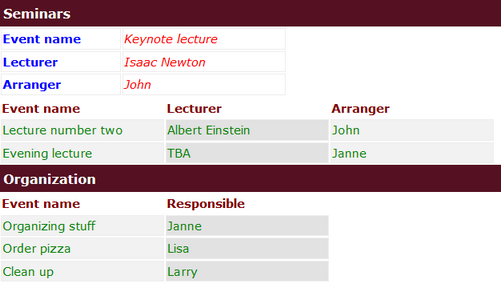 Seminars
Event name Keynote lecture
Lecturer Isaac Newton
Arranger John
Event name Lecturer Arranger
Lecture number two Albert Einstein John
Evening lecture TBA Janne
Organization
Event name Responsible
Organizing stuff Janne
Order pizza Lisa
Clean up Larry